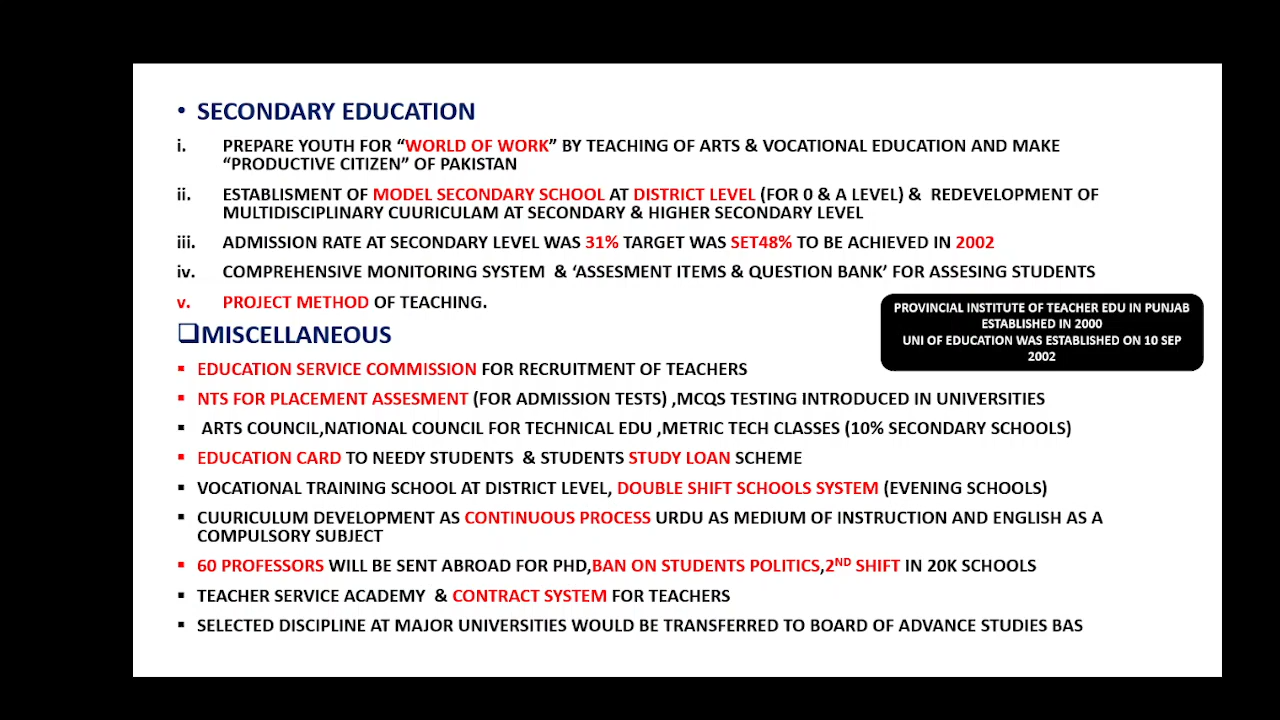 • SECONDARY EDUCATION
i. PREPARE YOUTH FOR “WORLD OF WORK” BY TEACHING OF ARTS & VOCATIONAL EDUCATION AND MAKE
“PRODUCTIVE CITIZEN” OF PAKISTAN
ii. ESTABLISMENT OF MODEL SECONDARY SCHOOL AT DISTRICT LEVEL (FOR 0 & A LEVEL) & REDEVELOPMENT OF
MULTIDISCIPLINARY CUURICULAM AT SECONDARY & HIGHER SECONDARY LEVEL
iii. ADMISSION RATE AT SECONDARY LEVEL WAS 31% TARGET WAS SET48% TO BE ACHIEVED IN 2002
iv. COMPREHENSIVE MONITORING SYSTEM & ‘ASSESMENT ITEMS & QUESTION BANK’ FOR ASSESING STUDENTS
v. PROJECT METHOD OF TEACHING.
PROVINCIAL INSTITUTE OF TEACHER EDU IN PUNJAB
ESTABLISHED IN 2000
UNI OF EDUCATION WAS ESTABLISHED ON 10 SEP
2002
❑MISCELLANEOUS
▪ EDUCATION SERVICE COMMISSION FOR RECRUITMENT OF TEACHERS
▪ NTS FOR PLACEMENT ASSESMENT (FOR ADMISSION TESTS) ,MCQS TESTING INTRODUCED IN UNIVERSITIES
▪ ARTS COUNCIL,NATIONAL COUNCIL FOR TECHNICAL EDU ,METRIC TECH CLASSES (10% SECONDARY SCHOOLS)
▪ EDUCATION CARD TO NEEDY STUDENTS & STUDENTS STUDY LOAN SCHEME
▪ VOCATIONAL TRAINING SCHOOL AT DISTRICT LEVEL, DOUBLE SHIFT SCHOOLS SYSTEM (EVENING SCHOOLS)
▪ CUURICULUM DEVELOPMENT AS CONTINUOUS PROCESS URDU AS MEDIUM OF INSTRUCTION AND ENGLISH AS A
COMPULSORY SUBJECT
▪ 60 PROFESSORS WILL BE SENT ABROAD FOR PHD,BAN ON STUDENTS POLITICS,2ND SHIFT IN 20K SCHOOLS
▪ TEACHER SERVICE ACADEMY & CONTRACT SYSTEM FOR TEACHERS
▪ SELECTED DISCIPLINE AT MAJOR UNIVERSITIES WOULD BE TRANSFERRED TO BOARD OF ADVANCE STUDIES BAS